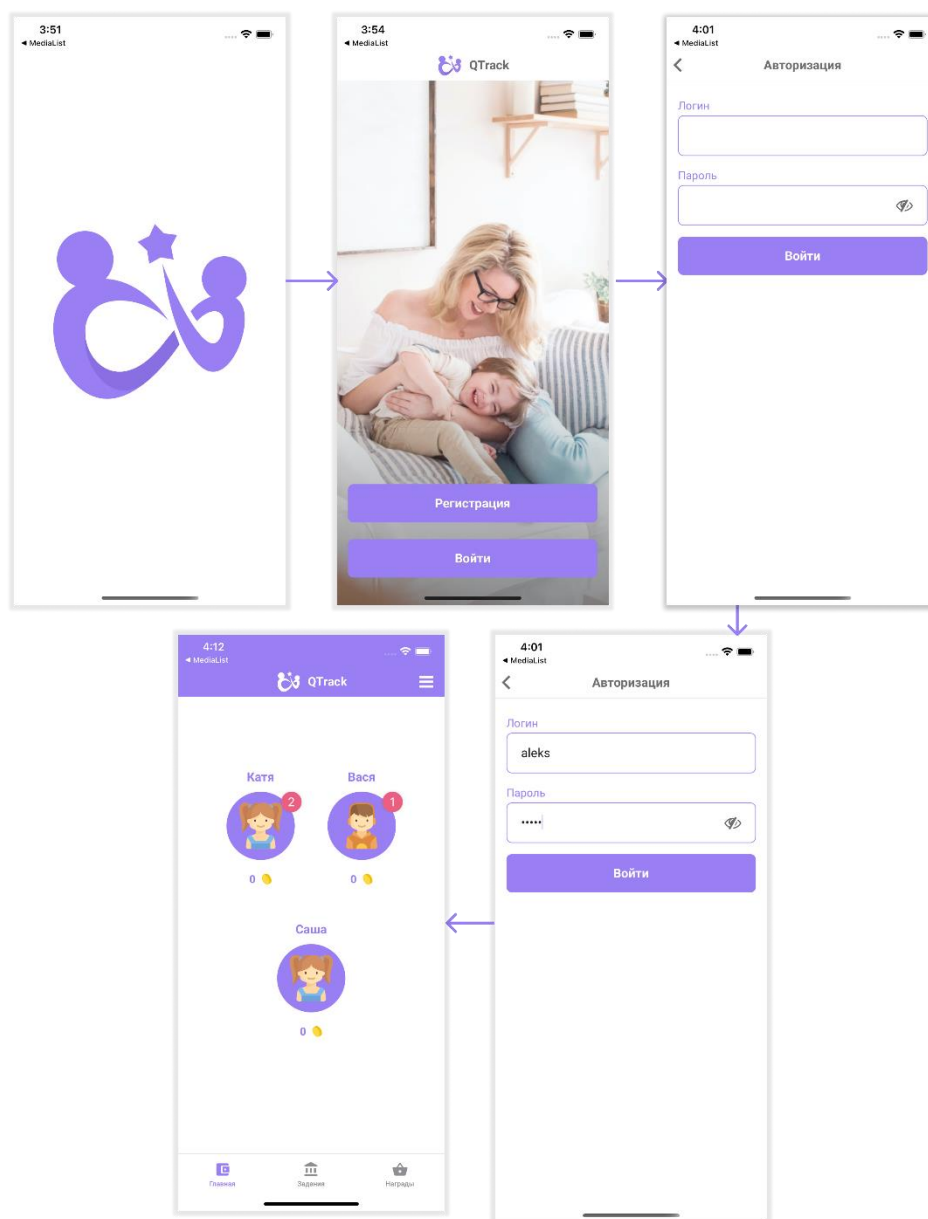 3:51
◀ MediaList
3:54
◀ MediaList
QTrack
Регистрация
Войти
4:01
◀ MediaList
Авторизация
Логин
Пароль
Войти
4:12
◀ MediaList
QTrack
Катя
2
Вася
1
0
0
Саша
0
Главная
Задания
Награды
4:01
◀ MediaList
Авторизация
Логин
aleks
Пароль
•••••
Войти